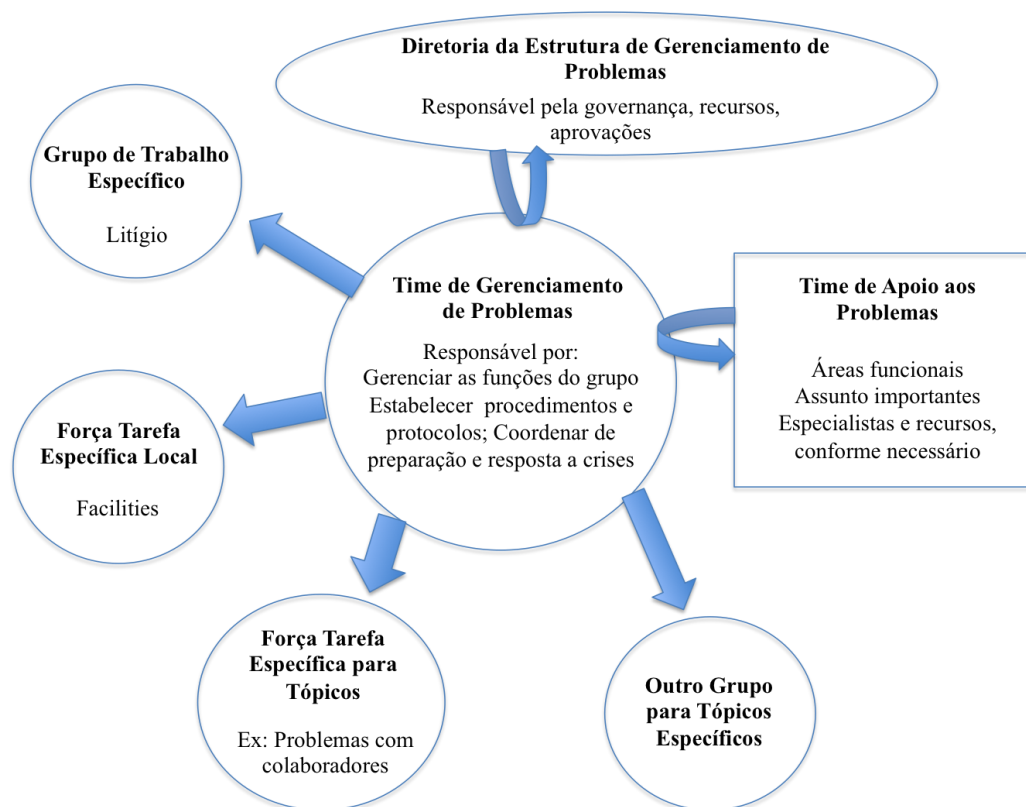 Diretoria da Estrutura de Gerenciamento de
Problemas
Responsável pela governança, recursos,
aprovações
Grupo de Trabalho
Específico
Litígio
Time de Gerenciamento
de Problemas
Responsável por:
Gerenciar as funções do grupo
Estabelecer procedimentos e
protocolos; Coordenar de
preparação e resposta a crises
Time de Apoio aos
Problemas
Áreas funcionais
Assunto importantes
Especialistas e recursos,
conforme necessário
Força Tarefa
Específica Local
Facilities
Força Tarefa
Específica para
Tópicos
Ex: Problemas com
colaboradores
Outro Grupo
para Tópicos
Específicos